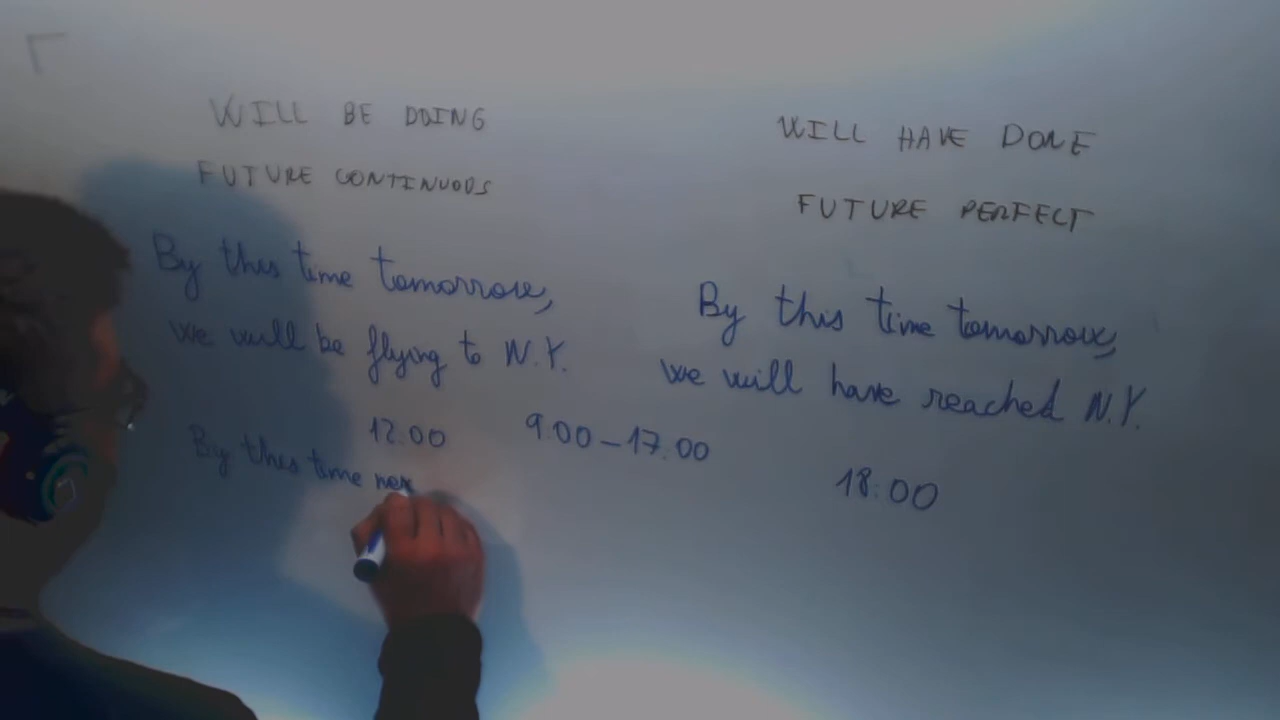 WILL BE DOING
FUTURE CONTINUOUS
By this time tomorrow,
we will be flying to N.Y.
12.00
9.00–17.00
By this time nex
WILL HAVE DONE
FUTURE PERFECT
By this time tomorrow,
we will have reached N.Y.
18:00